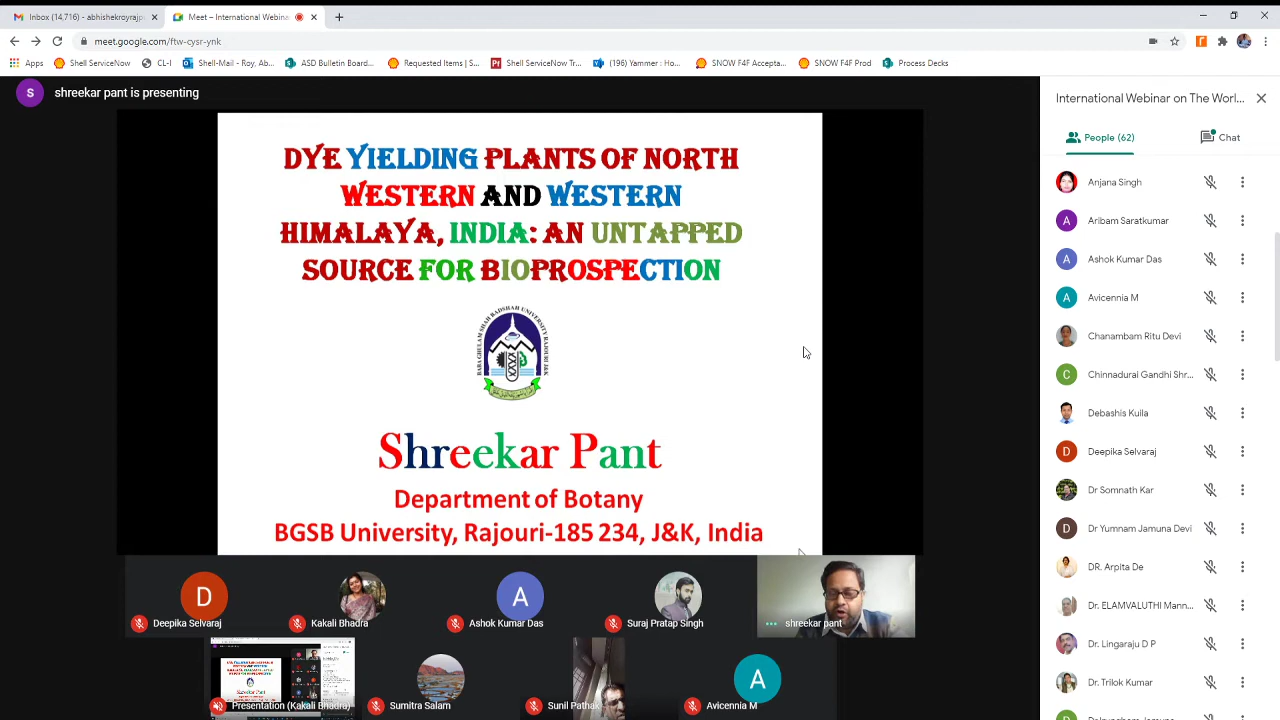 Inbox (14,716) - abhishekroyrajp
Meet – International Webina
meet.google.com/ftw-cysr-ynk
Apps
Shell ServiceNow
CL-I
Shell-Mail - Roy, Ab...
ASD Bulletin Board...
Requested Items | S...
Shell ServiceNow Tr...
(196) Yammer : Ho...
SNOW F4F Accepta...
SNOW F4F Prod
Process Decks
S
shreekar pant is presenting
DYE YIELDING PLANTS OF NORTH
WESTERN AND WESTERN
HIMALAYA, INDIA: AN UNTAPPED
SOURCE FOR BIOPROSPECTION
BABA GHULAM SHAH BADSHAH UNIVERSITY RAJOURI J&K
Shreekar Pant
Department of Botany
BGSB University, Rajouri-185 234, J&K, India
D
Deepika Selvaraj
Kakali Bhadra
A
Ashok Kumar Das
Suraj Pratap Singh
shreekar pant
Presentation (Kakali Bhadra)
Sumitra Salam
Sunil Pathak
A
Avicennia M
International Webinar on The Worl...
People (62)
Chat
Anjana Singh
A
Aribam Saratkumar
A
Ashok Kumar Das
A
Avicennia M
Chanambam Ritu Devi
C
Chinnadurai Gandhi Shr...
Debashis Kuila
D
Deepika Selvaraj
Dr Somnath Kar
D
Dr Yumnam Jamuna Devi
DR. Arpita De
Dr. ELAMVALUTHI Mann...
Dr. Lingaraju D P
Dr. Trilok Kumar